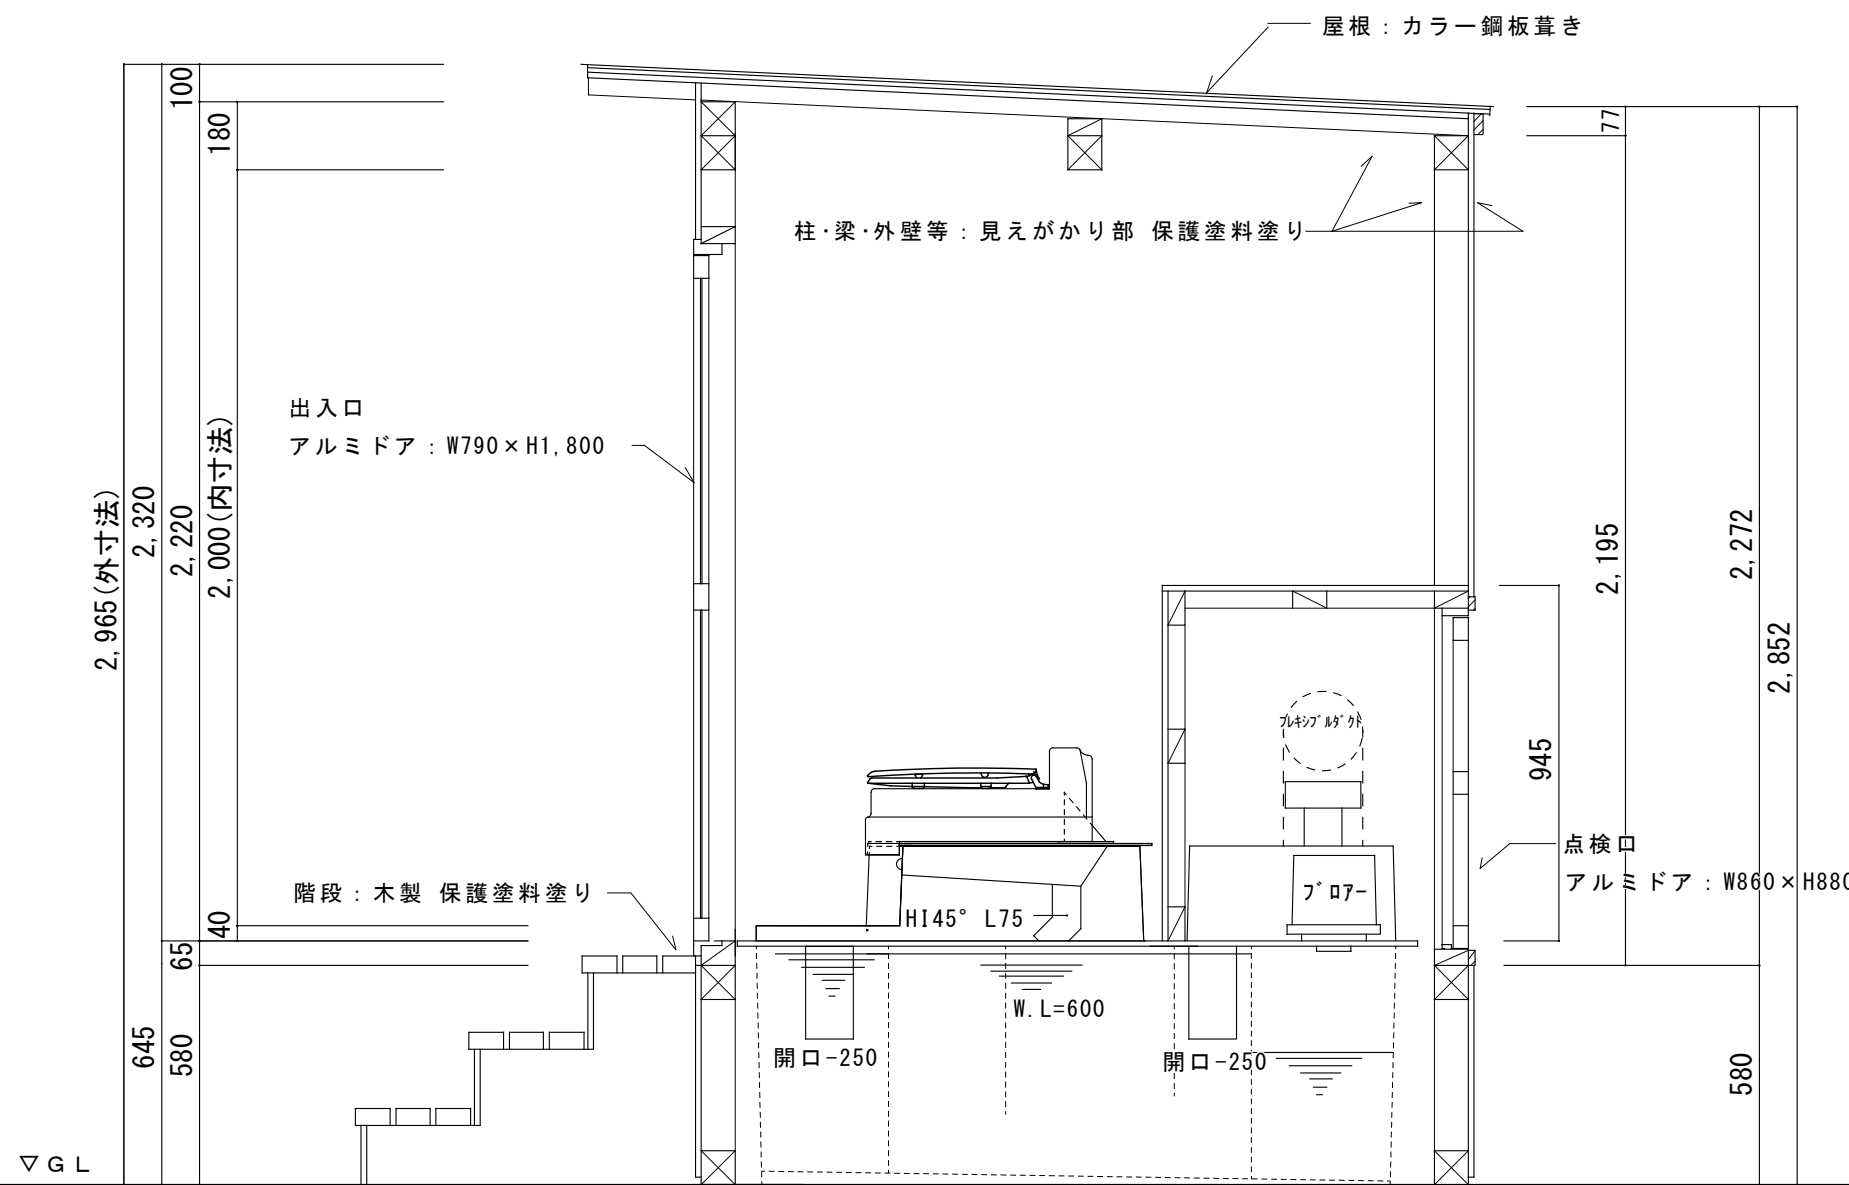 屋根：カラー鋼板葺き
100
180
77
柱・梁・外壁等：見えがかり部 保護塗料塗り
出入口
アルミドア：W790×H1,800
2,965(外寸法)
2,320
2,220
2,000(内寸法)
2,195
2,272
2,852
945
フレキシブルダクト
点検口
アルミドア：W860×H880
ブロアー
階段：木製 保護塗料塗り
HI45° L75
40
65
W.L=600
開口-250
開口-250
645
580
580
▽GL